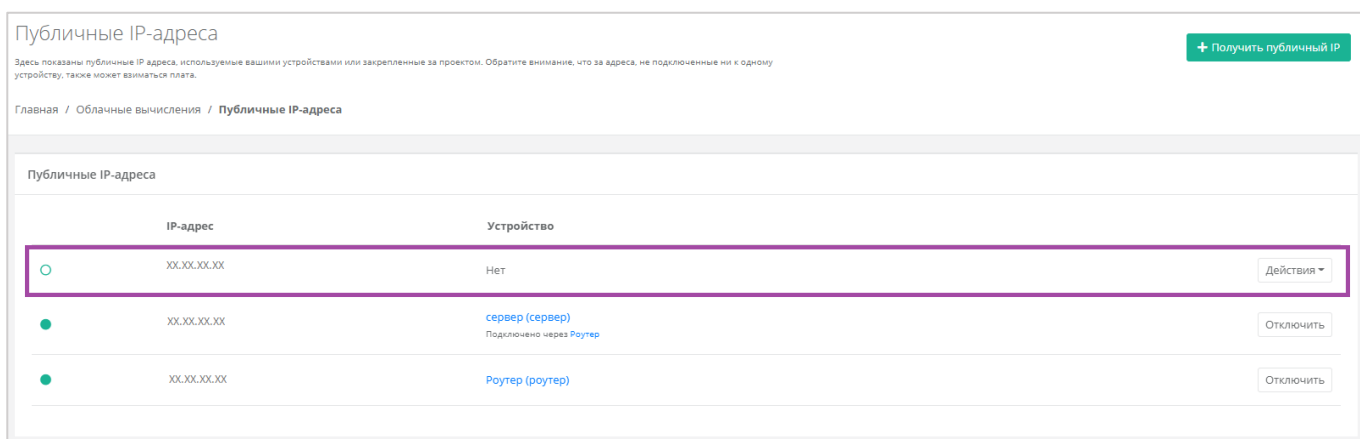 Публичные IP-адреса
+ Получить публичный IP
Здесь показаны публичные IP адреса, используемые вашими устройствами или закрепленные за проектом. Обратите внимание, что за адреса, не подключенные ни к одному
устройству, также может взиматься плата.
Главная / Облачные вычисления / Публичные IP-адреса
Публичные IP-адреса
IP-адрес Устройство
XX.XX.XX.XX Нет Действия
XX.XX.XX.XX сервер (сервер) Отключить
Подключено через Роутер
XX.XX.XX.XX Роутер (роутер) Отключить